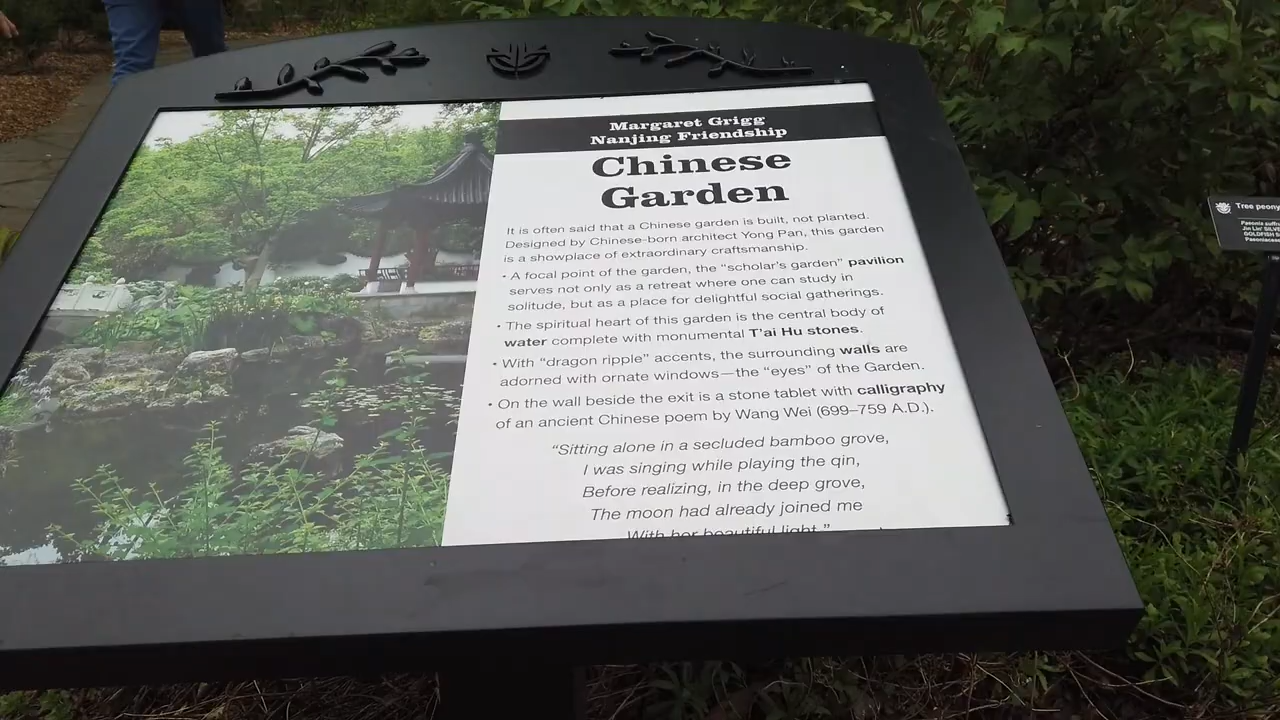 Margaret Grigg
Nanjing Friendship
Chinese
Garden
It is often said that a Chinese garden is built, not planted.
Designed by Chinese-born architect Yong Pan, this garden
is a showplace of extraordinary craftsmanship.
• A focal point of the garden, the “scholar's garden” pavilion
serves not only as a retreat where one can study in
solitude, but as a place for delightful social gatherings.
• The spiritual heart of this garden is the central body of
water complete with monumental T'ai Hu stones.
• With “dragon ripple” accents, the surrounding walls are
adorned with ornate windows—the “eyes” of the Garden.
• On the wall beside the exit is a stone tablet with calligraphy
of an ancient Chinese poem by Wang Wei (699–759 A.D.).
“Sitting alone in a secluded bamboo grove,
I was singing while playing the qin,
Before realizing, in the deep grove,
The moon had already joined me
With her beautiful light.”
Tree peony
Paeonia suffru
Jin Lin' SILVE
GOLDFISH S
Paeoniaceae